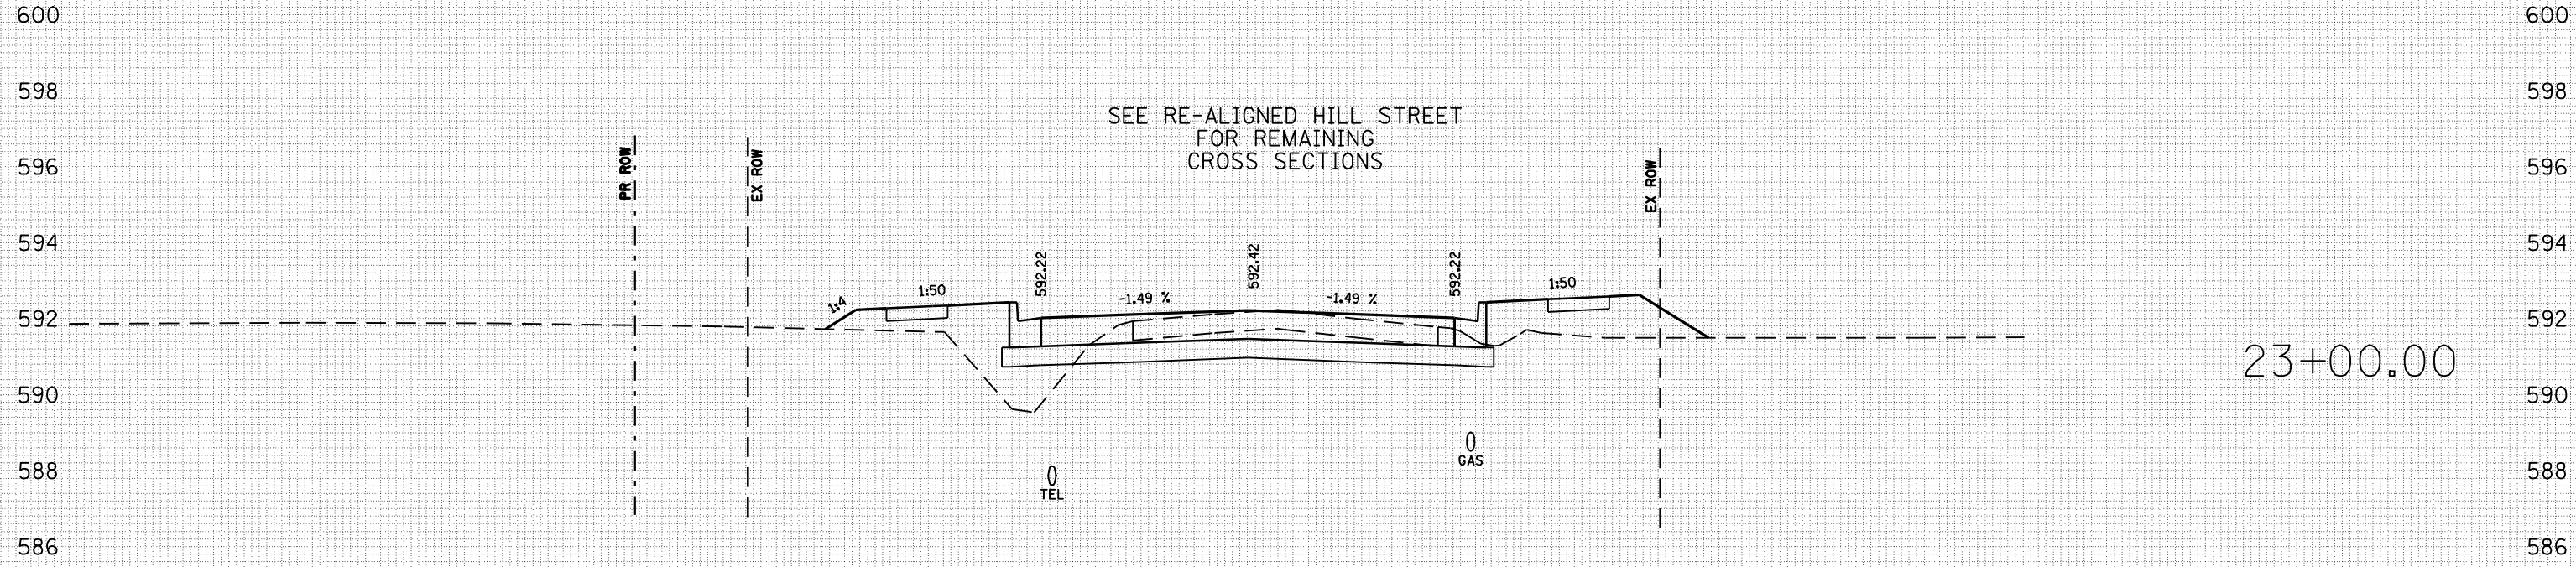 600 600
598 598
SEE RE-ALIGNED HILL STREET
FOR REMAINING
CROSS SECTIONS
596 596
PR ROW
EX ROW
EX ROW
594 594
592.22
592.42
592.22
1:4
1:50
-1.49 %
-1.49 %
1:50
592 592
23+00.00
590 590
GAS
588 588
TEL
586 586